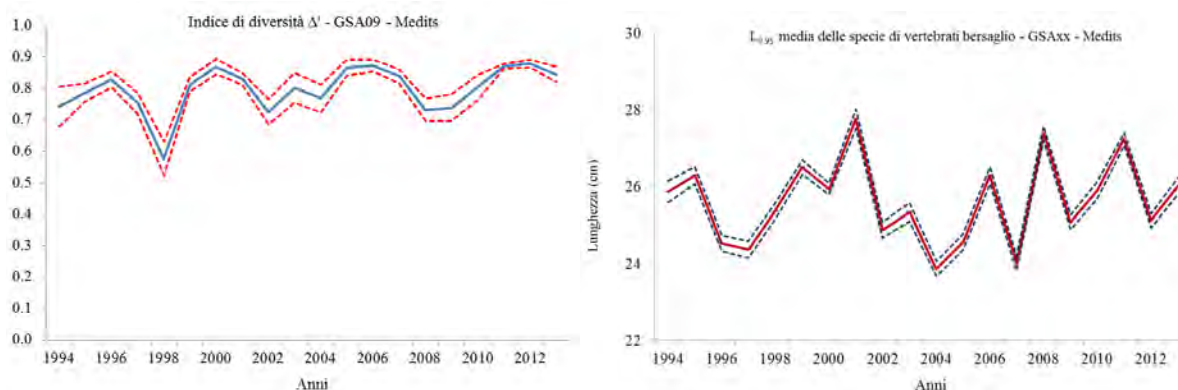 Indice di diversità Δ' - GSA09 - Medits
1.0
0.9
0.8
0.7
0.6
0.5
0.4
0.3
0.2
0.1
0.0
1994 1996 1998 2000 2002 2004 2006 2008 2010 2012
Anni
L0.95 media delle specie di vertebrati bersaglio - GSAxx - Medits
Lunghezza (cm)
30
28
26
24
22
1994 1996 1998 2000 2002 2004 2006 2008 2010 2012
Anni